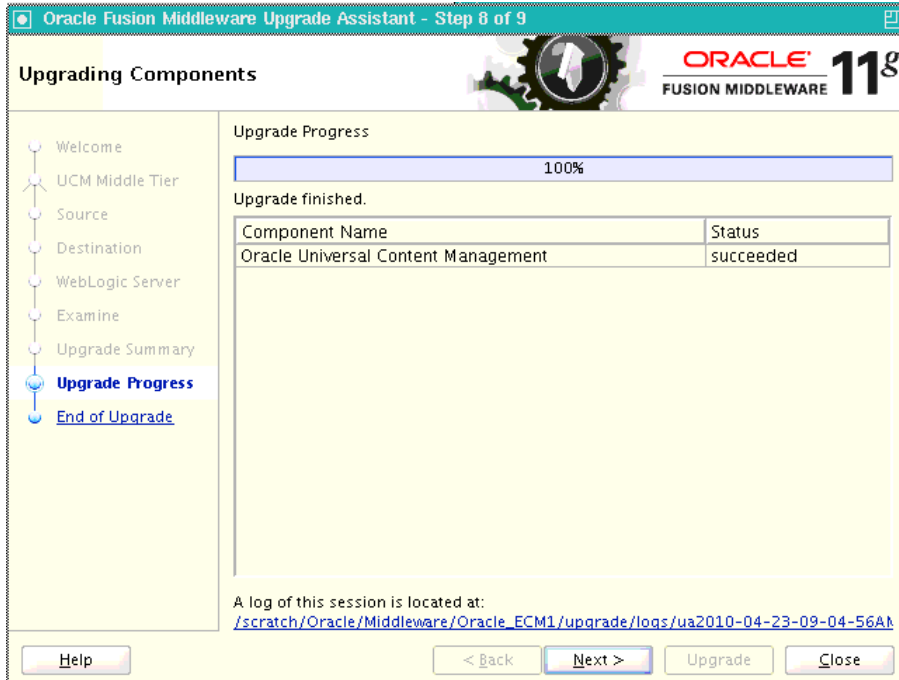 Oracle Fusion Middleware Upgrade Assistant - Step 8 of 9
Upgrading Components
ORACLE
FUSION MIDDLEWARE
11g
Welcome
UCM Middle Tier
Source
Destination
WebLogic Server
Examine
Upgrade Summary
Upgrade Progress
End of Upgrade
Upgrade Progress
100%
Upgrade finished.
Component Name Status
Oracle Universal Content Management succeeded
A log of this session is located at:
/scratch/Oracle/Middleware/Oracle_ECM1/upgrade/logs/ua2010-04-23-09-04-56AM
Help < Back Next > Upgrade Close